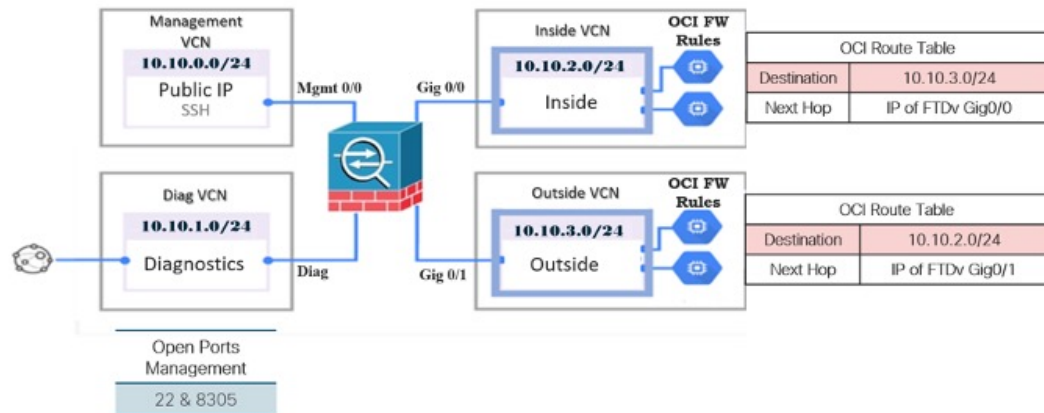 Management
VCN
10.10.0.0/24
Public IP
SSH
Mgmt 0/0
Gig 0/0
Inside VCN
10.10.2.0/24
Inside
OCI FW
Rules
OCI Route Table
Destination 10.10.3.0/24
Next Hop IP of FTDv Gig0/0
Diag VCN
10.10.1.0/24
Diagnostics
Diag
Gig 0/1
Outside VCN
10.10.3.0/24
Outside
OCI FW
Rules
OCI Route Table
Destination 10.10.2.0/24
Next Hop IP of FTDv Gig0/1
Open Ports
Management
22 & 8305